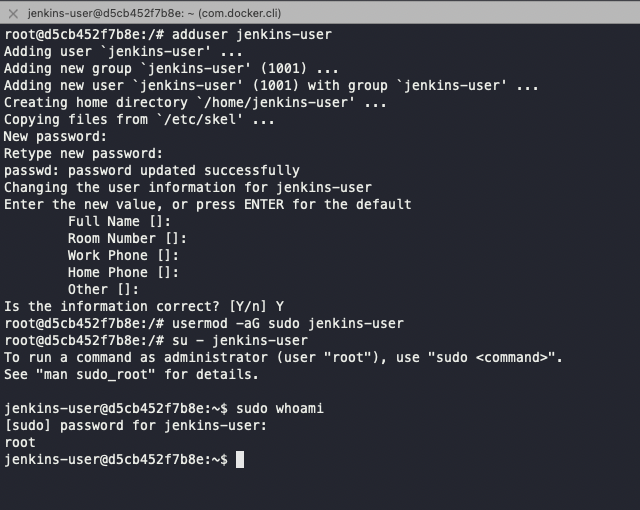 jenkins-user@d5cb452f7b8e: ~ (com.docker.cli)
root@d5cb452f7b8e:/# adduser jenkins-user
Adding user `jenkins-user' ...
Adding new group `jenkins-user' (1001) ...
Adding new user `jenkins-user' (1001) with group `jenkins-user' ...
Creating home directory `/home/jenkins-user' ...
Copying files from `/etc/skel' ...
New password:
Retype new password:
passwd: password updated successfully
Changing the user information for jenkins-user
Enter the new value, or press ENTER for the default
        Full Name []:
        Room Number []:
        Work Phone []:
        Home Phone []:
        Other []:
Is the information correct? [Y/n] Y
root@d5cb452f7b8e:/# usermod -aG sudo jenkins-user
root@d5cb452f7b8e:/# su - jenkins-user
To run a command as administrator (user "root"), use "sudo <command>".
See "man sudo_root" for details.

jenkins-user@d5cb452f7b8e:~$ sudo whoami
[sudo] password for jenkins-user:
root
jenkins-user@d5cb452f7b8e:~$